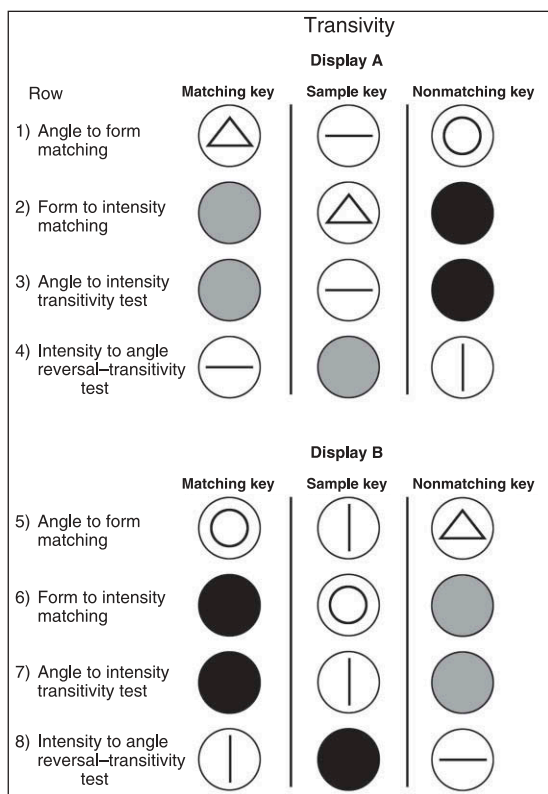 Transivity
Display A
Row Matching key Sample key Nonmatching key
1) Angle to form
matching
2) Form to intensity
matching
3) Angle to intensity
transitivity test
4) Intensity to angle
reversal–transitivity
test
Display B
Matching key Sample key Nonmatching key
5) Angle to form
matching
6) Form to intensity
matching
7) Angle to intensity
transitivity test
8) Intensity to angle
reversal–transitivity
test